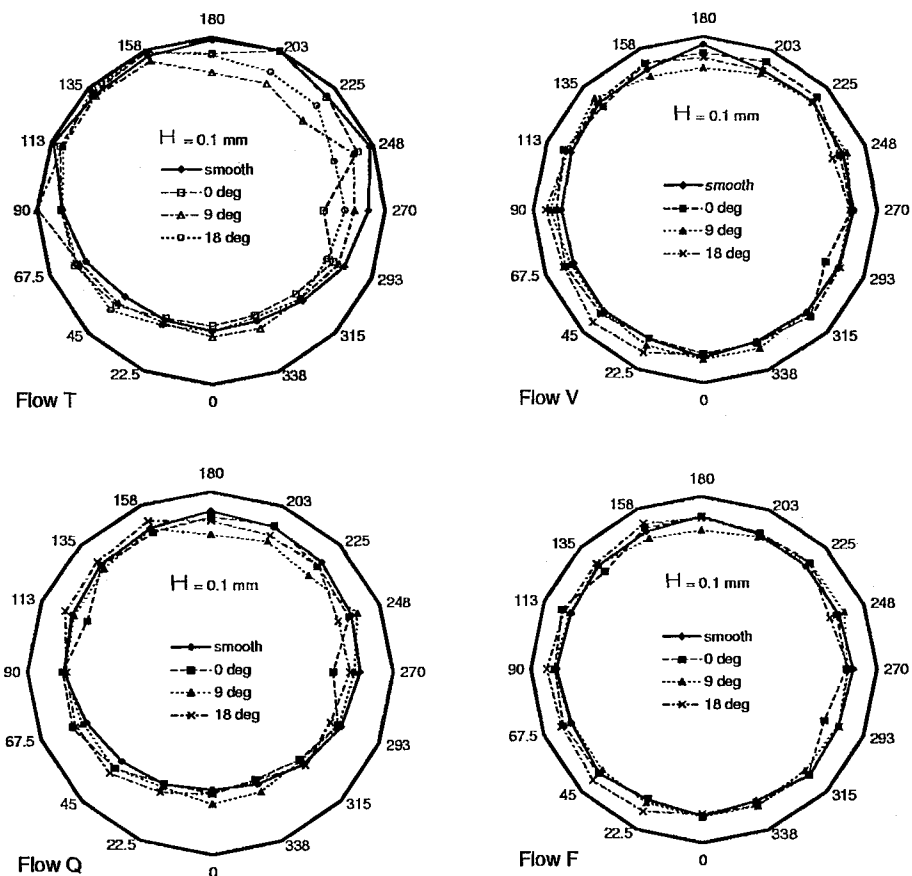 180
158
203
135
225
113
248
90
270
67.5
293
45
315
22.5
338
0
H = 0.1 mm
smooth
0 deg
9 deg
18 deg
Flow T
180
158
203
135
225
113
248
90
270
67.5
293
45
315
22.5
338
0
H = 0.1 mm
smooth
0 deg
9 deg
18 deg
Flow V
180
158
203
135
225
113
248
90
270
67.5
293
45
315
22.5
338
0
H = 0.1 mm
smooth
0 deg
9 deg
18 deg
Flow Q
180
158
203
135
225
113
248
90
270
67.5
293
45
315
22.5
338
0
H = 0.1 mm
smooth
0 deg
9 deg
18 deg
Flow F